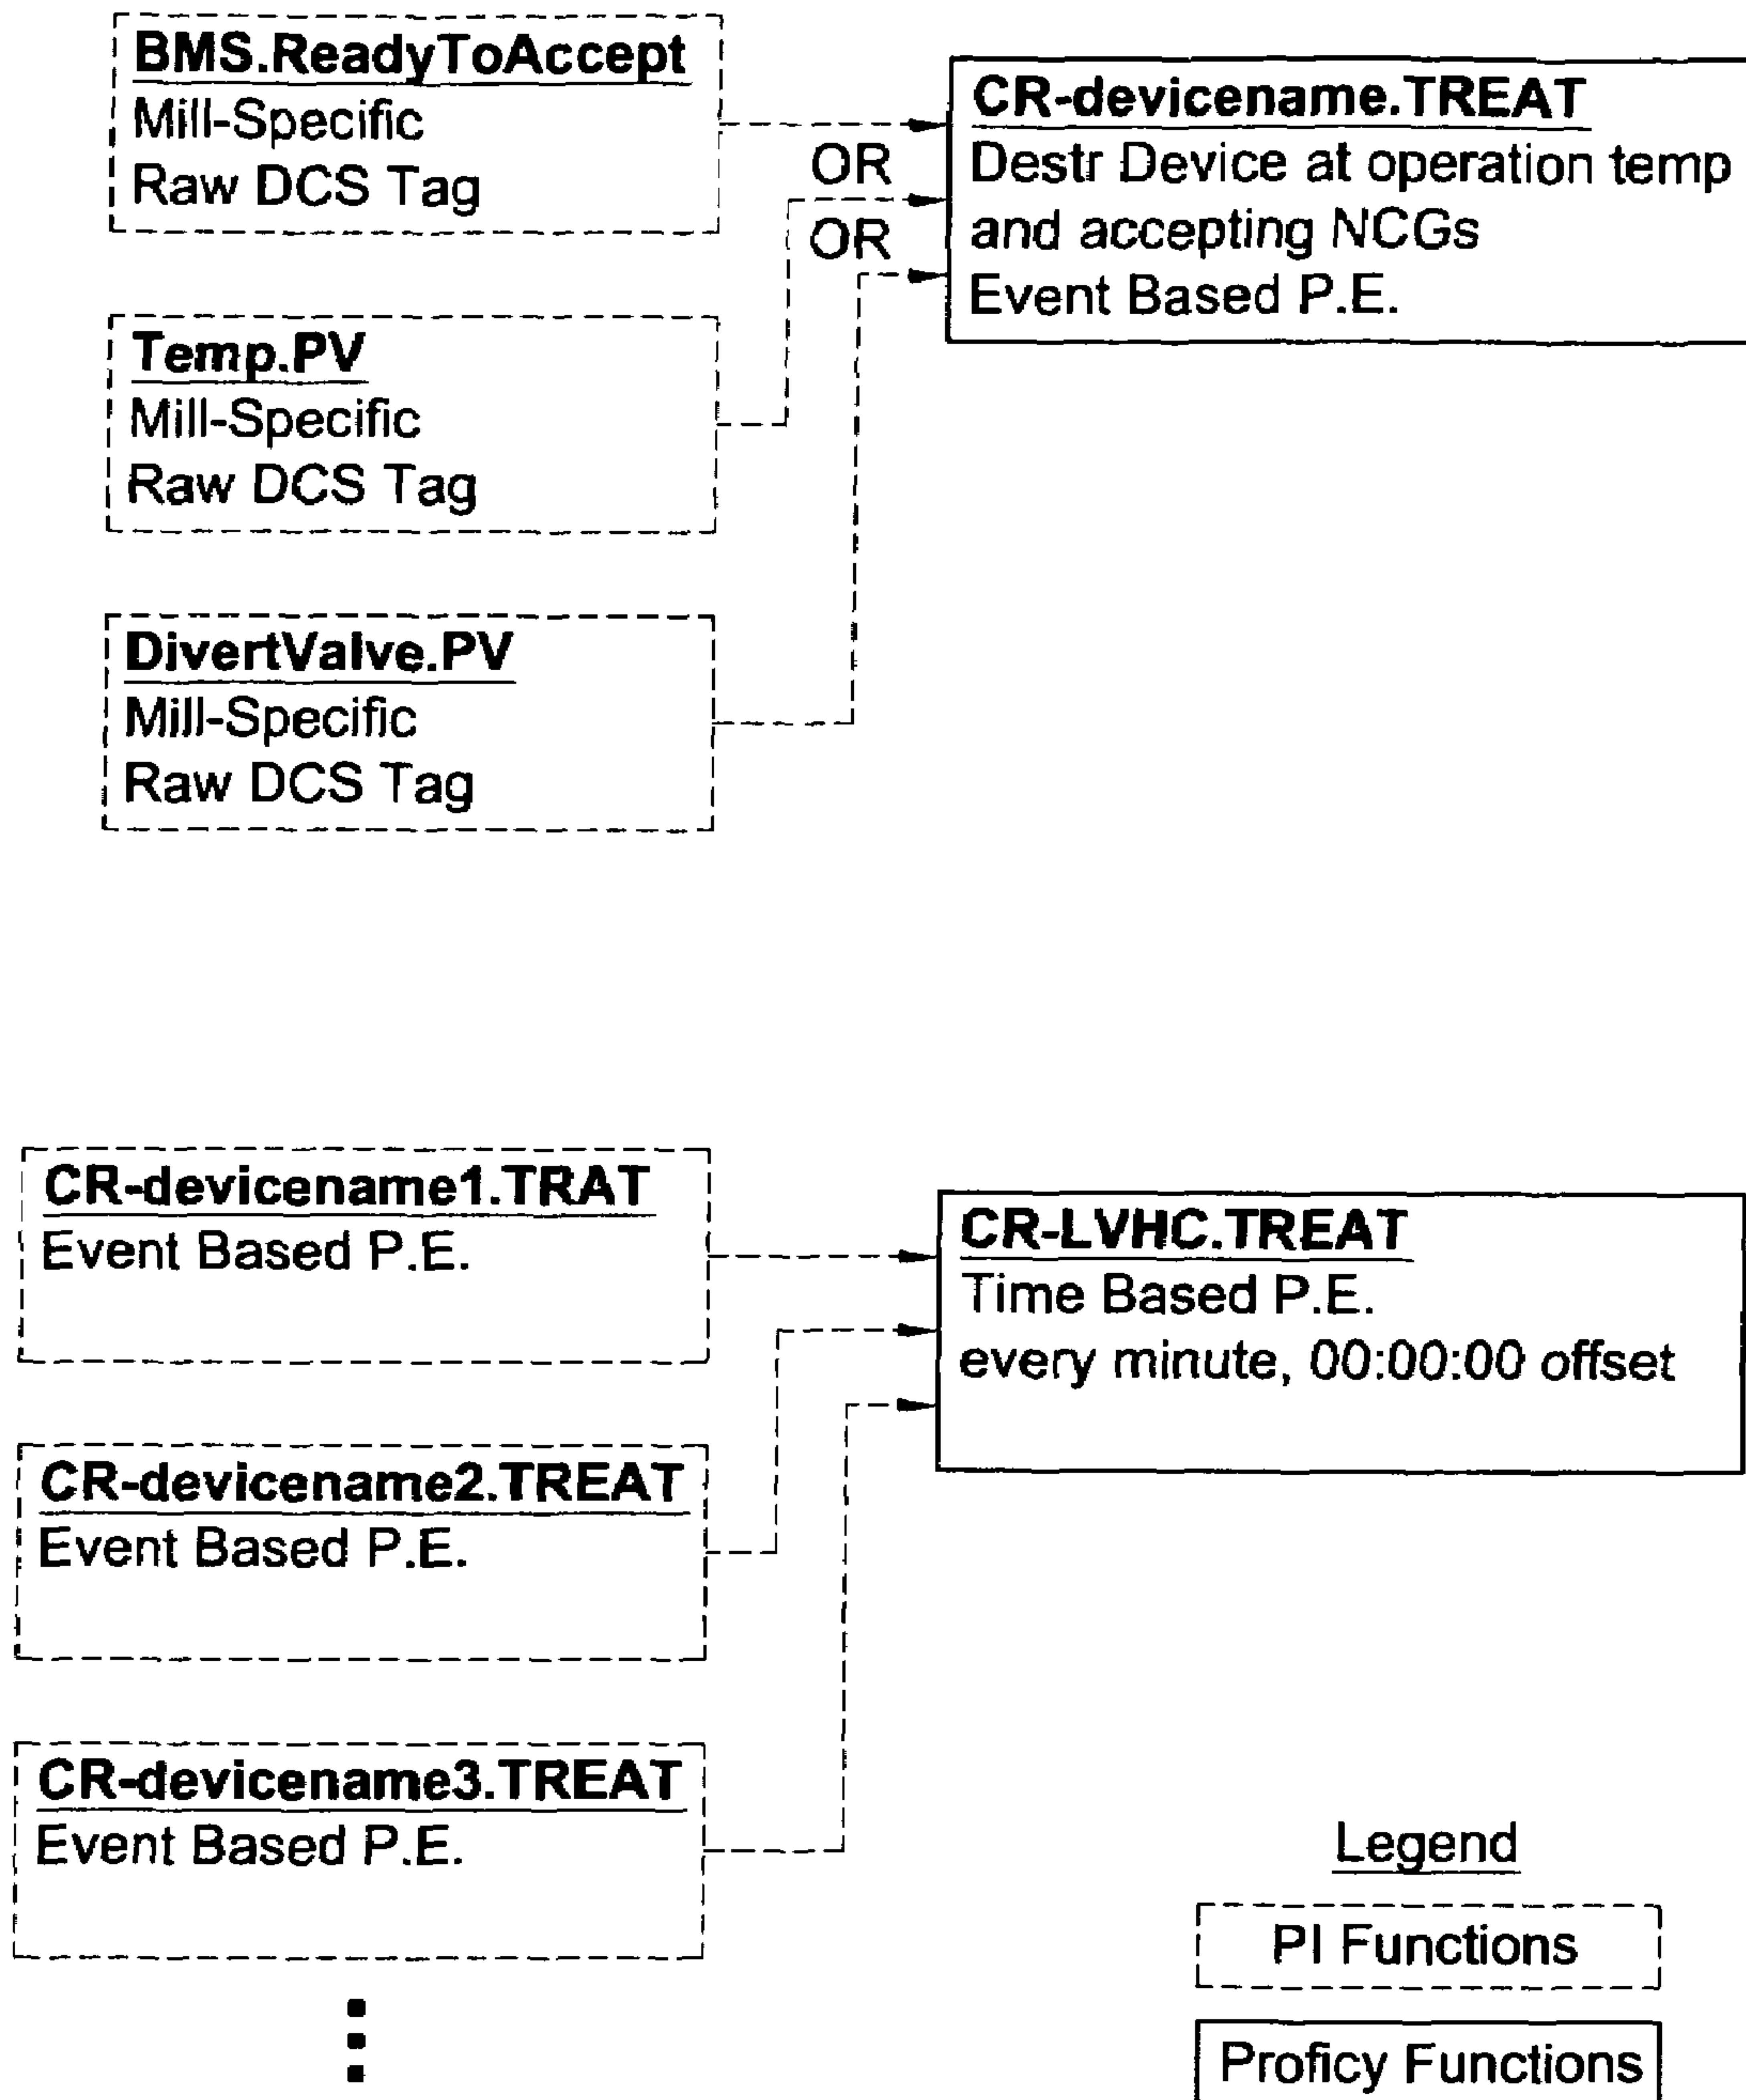 BMS.ReadyToAccept
Mill-Specific
Raw DCS Tag
OR
OR
CR-devicename.TREAT
Destr Device at operation temp
and accepting NCGs
Event Based P.E.
Temp.PV
Mill-Specific
Raw DCS Tag
DivertValve.PV
Mill-Specific
Raw DCS Tag
CR-devicename1.TRAT
Event Based P.E.
CR-LVHC.TREAT
Time Based P.E.
every minute, 00:00:00 offset
CR-devicename2.TREAT
Event Based P.E.
CR-devicename3.TREAT
Event Based P.E.
Legend
PI Functions
Proficy Functions